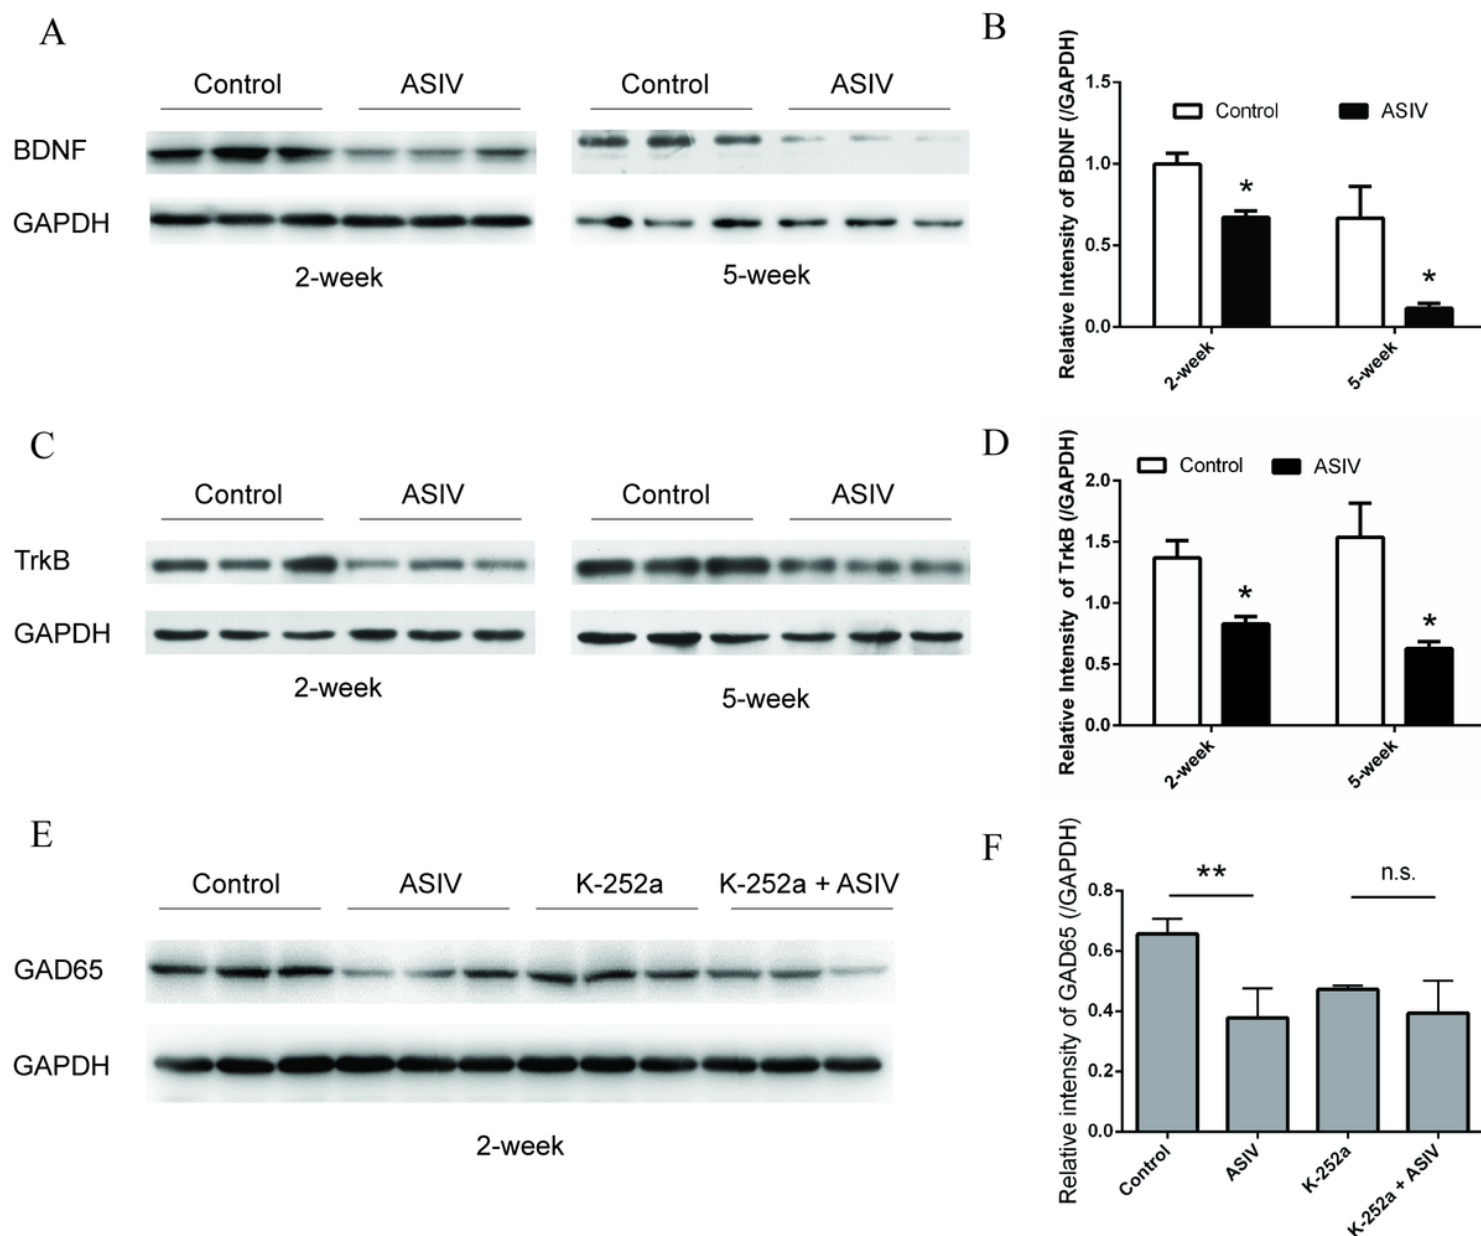 A
Control ASIV Control ASIV
BDNF
GAPDH
2-week 5-week
B
Relative Intensity of BDNF (/GAPDH)
1.5
1.0
0.5
0.0
Control ASIV
*
*
2-week 5-week
C
Control ASIV Control ASIV
TrkB
GAPDH
2-week 5-week
D
Relative Intensity of TrkB (/GAPDH)
2.0
1.5
1.0
0.5
0.0
Control ASIV
*
*
2-week 5-week
E
Control ASIV K-252a K-252a + ASIV
GAD65
GAPDH
2-week
F
Relative intensity of GAD65 (/GAPDH)
0.8
0.6
0.4
0.2
0.0
** n.s.
Control ASIV K-252a K-252a + ASIV